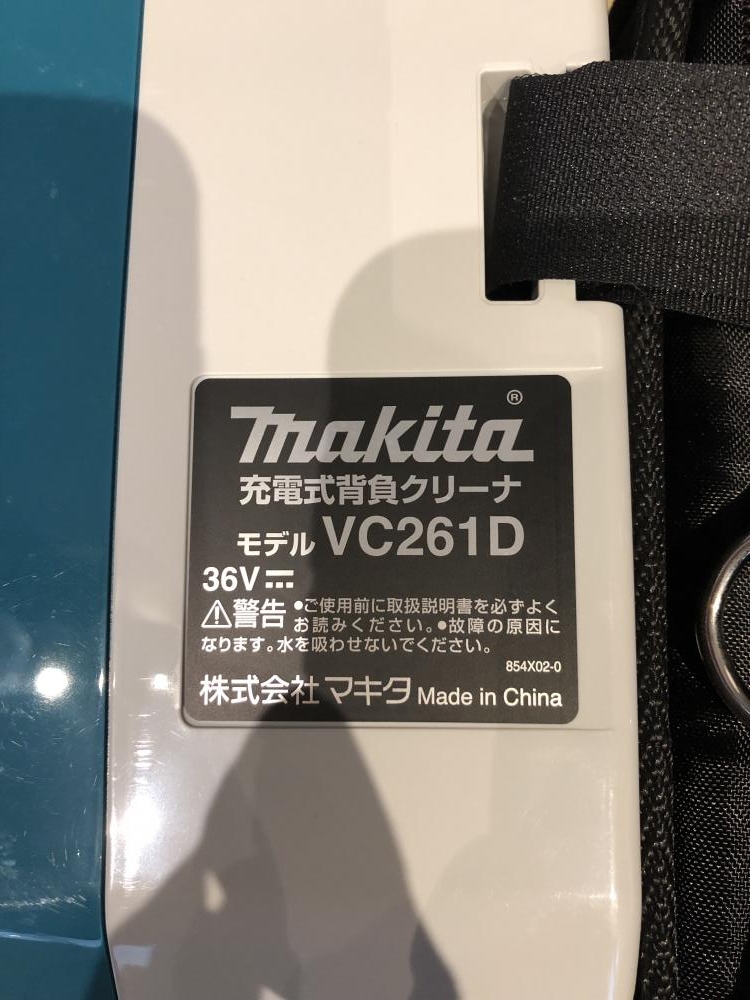 makita®
充電式背負クリーナ
モデル VC261D
36V⎓
⚠警告 •ご使用前に取扱説明書を必ずよく
お読みください。•故障の原因に
なります。水を吸わせないでください。
854X02-0
株式会社 マキタ Made in China